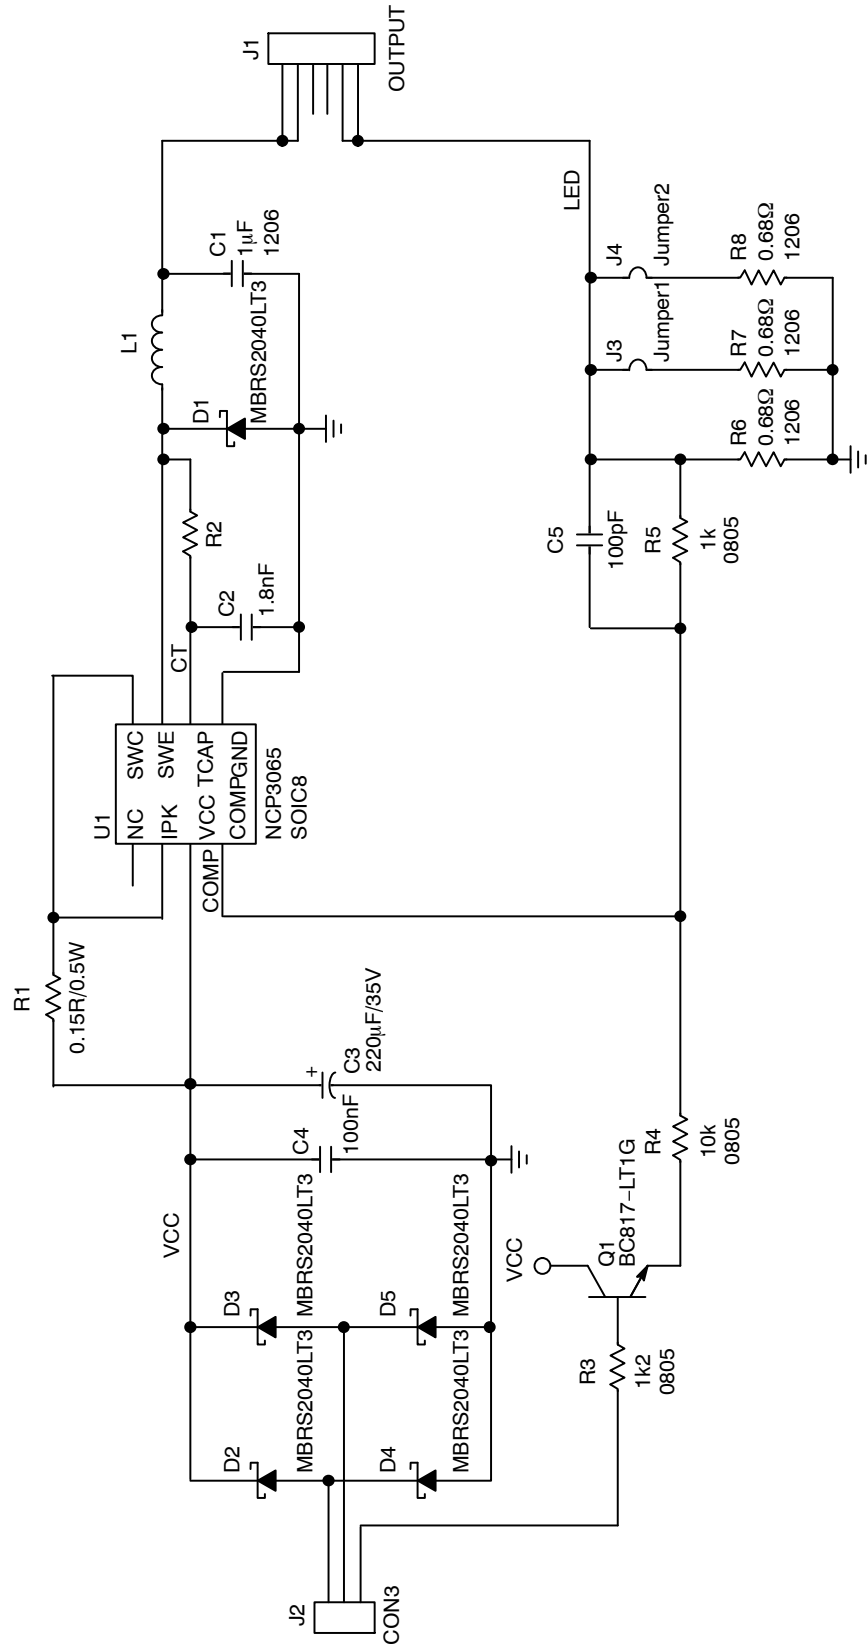 J2
CON3
D2
MBRS2040LT3
D3
MBRS2040LT3
D4
MBRS2040LT3
D5
MBRS2040LT3
VCC
C4
100nF
+
C3
220μF/35V
R1
0.15R/0.5W
U1
NC
SWC
IPK
SWE
VCC
TCAP
COMP
GND
NCP3065
SOIC8
COMP
CT
R2
C2
1.8nF
D1
MBRS2040LT3
L1
C1
1μF
1206
J1
OUTPUT
R3
1k2
0805
VCC
Q1
BC817-LT1G
R4
10k
0805
C5
100pF
R5
1k
0805
LED
J3
Jumper1
J4
Jumper2
R6
0.68Ω
1206
R7
0.68Ω
1206
R8
0.68Ω
1206